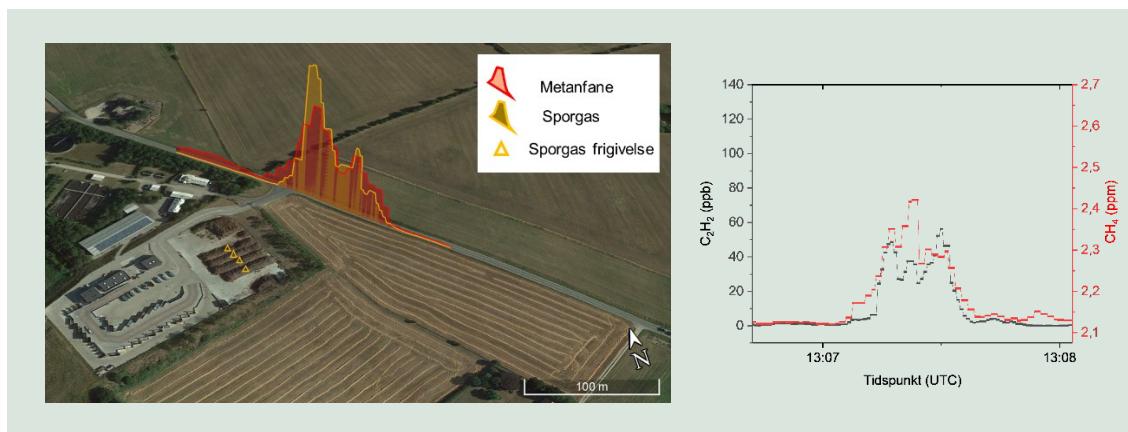 Metanfane
Sporgas
Sporgas frigivelse
N
100 m
140
120
100
80
60
40
20
0
C₂H₂ (ppb)
2,7
2,6
2,5
2,4
2,3
2,2
2,1
CH₄ (ppm)
13:07
13:08
Tidspunkt (UTC)